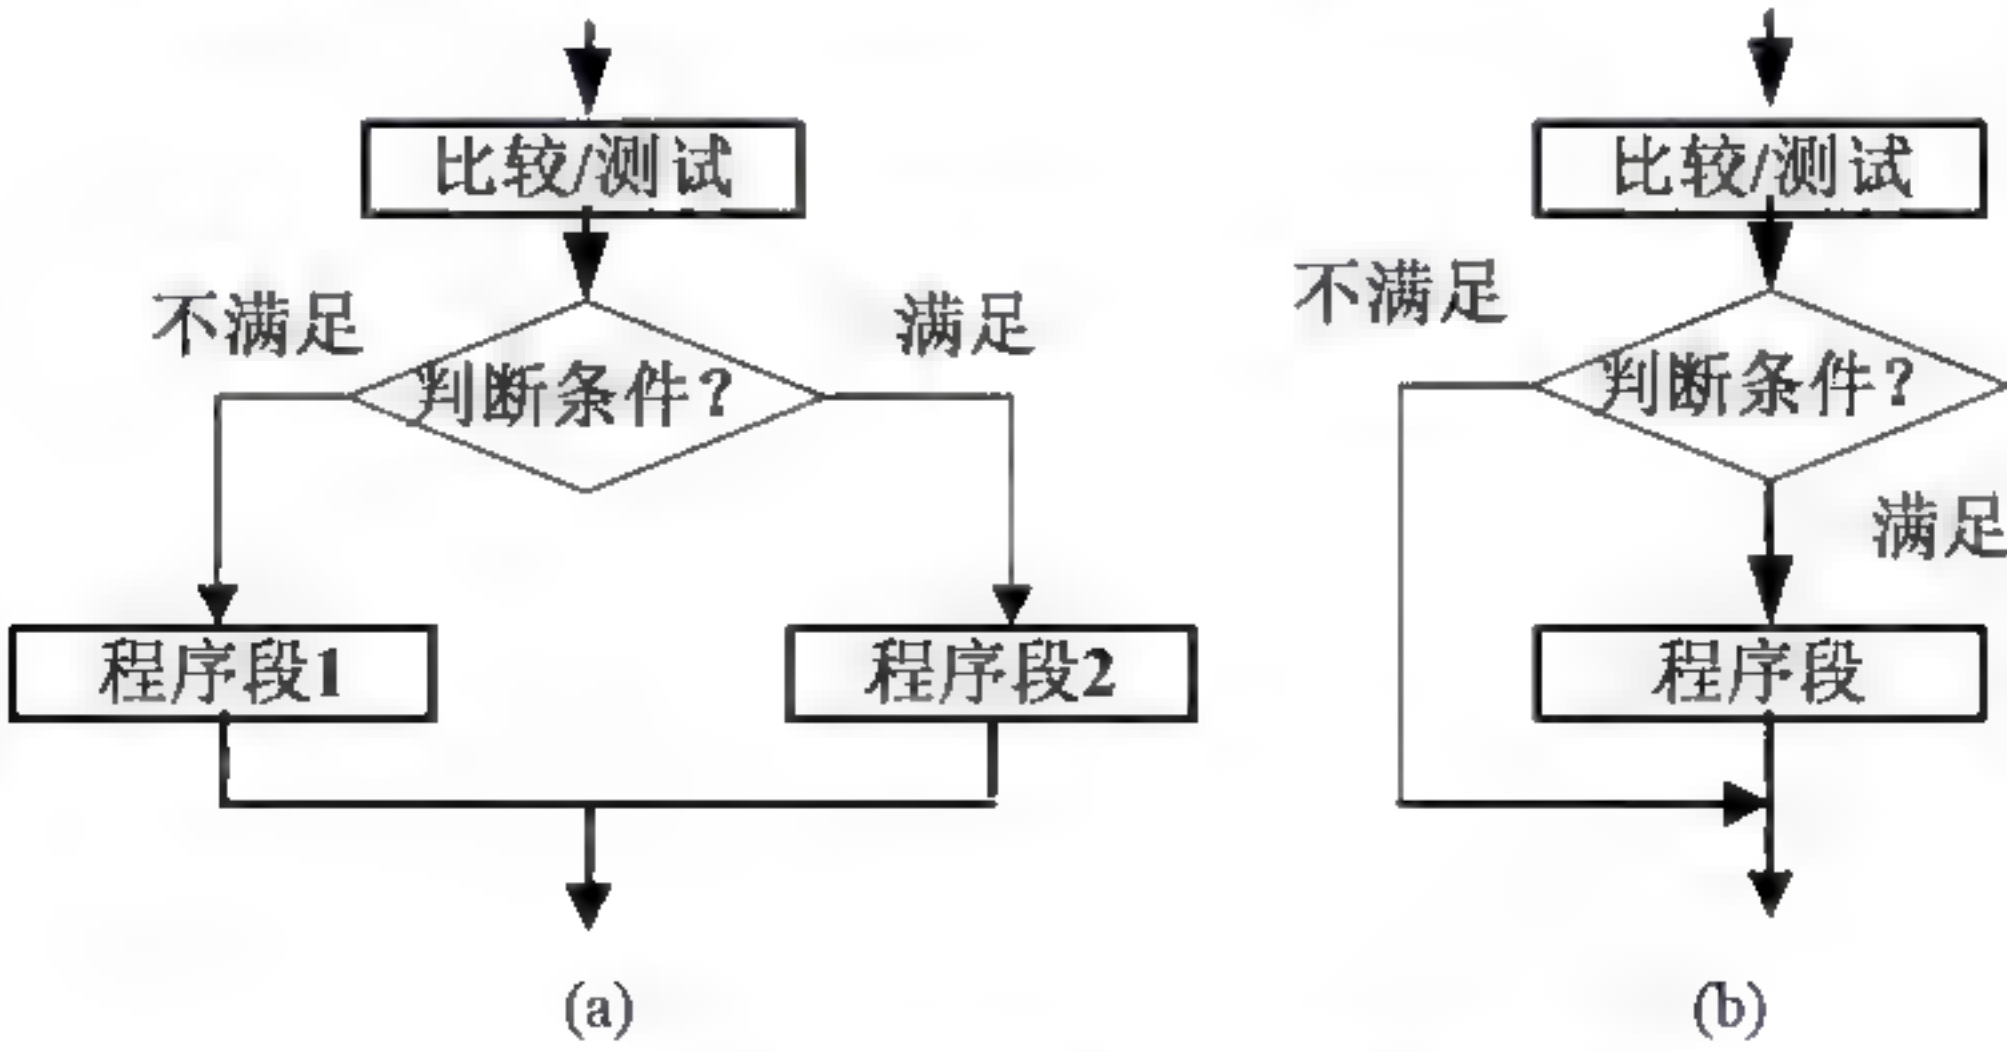 比较/测试
不满足
满足
判断条件?
程序段1
程序段2
(a)
比较/测试
不满足
判断条件?
满足
程序段
(b)